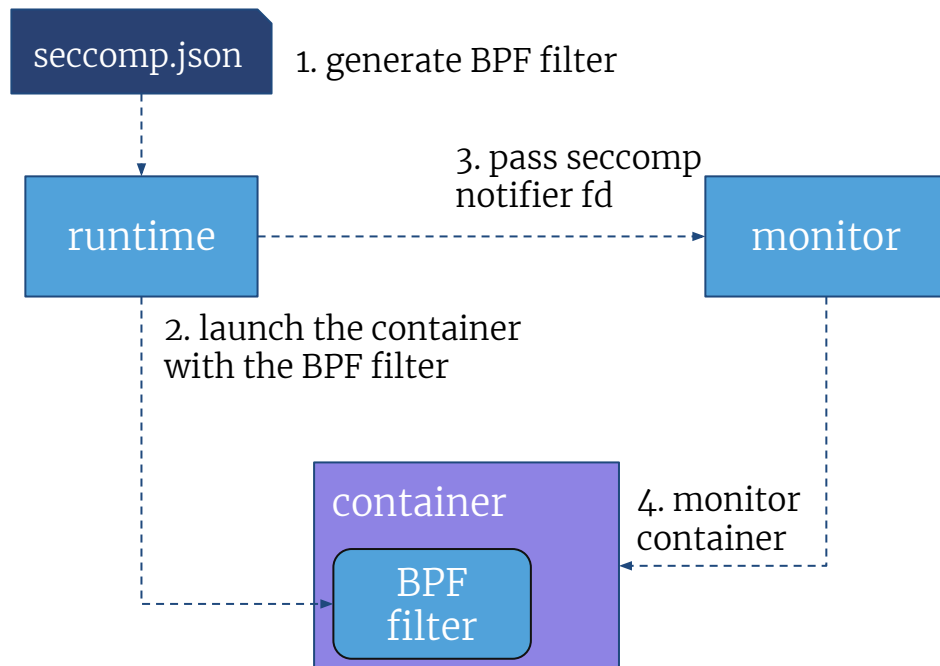 seccomp.json
1. generate BPF filter
3. pass seccomp
notifier fd
runtime
monitor
2. launch the container
with the BPF filter
container
4. monitor
container
BPF
filter